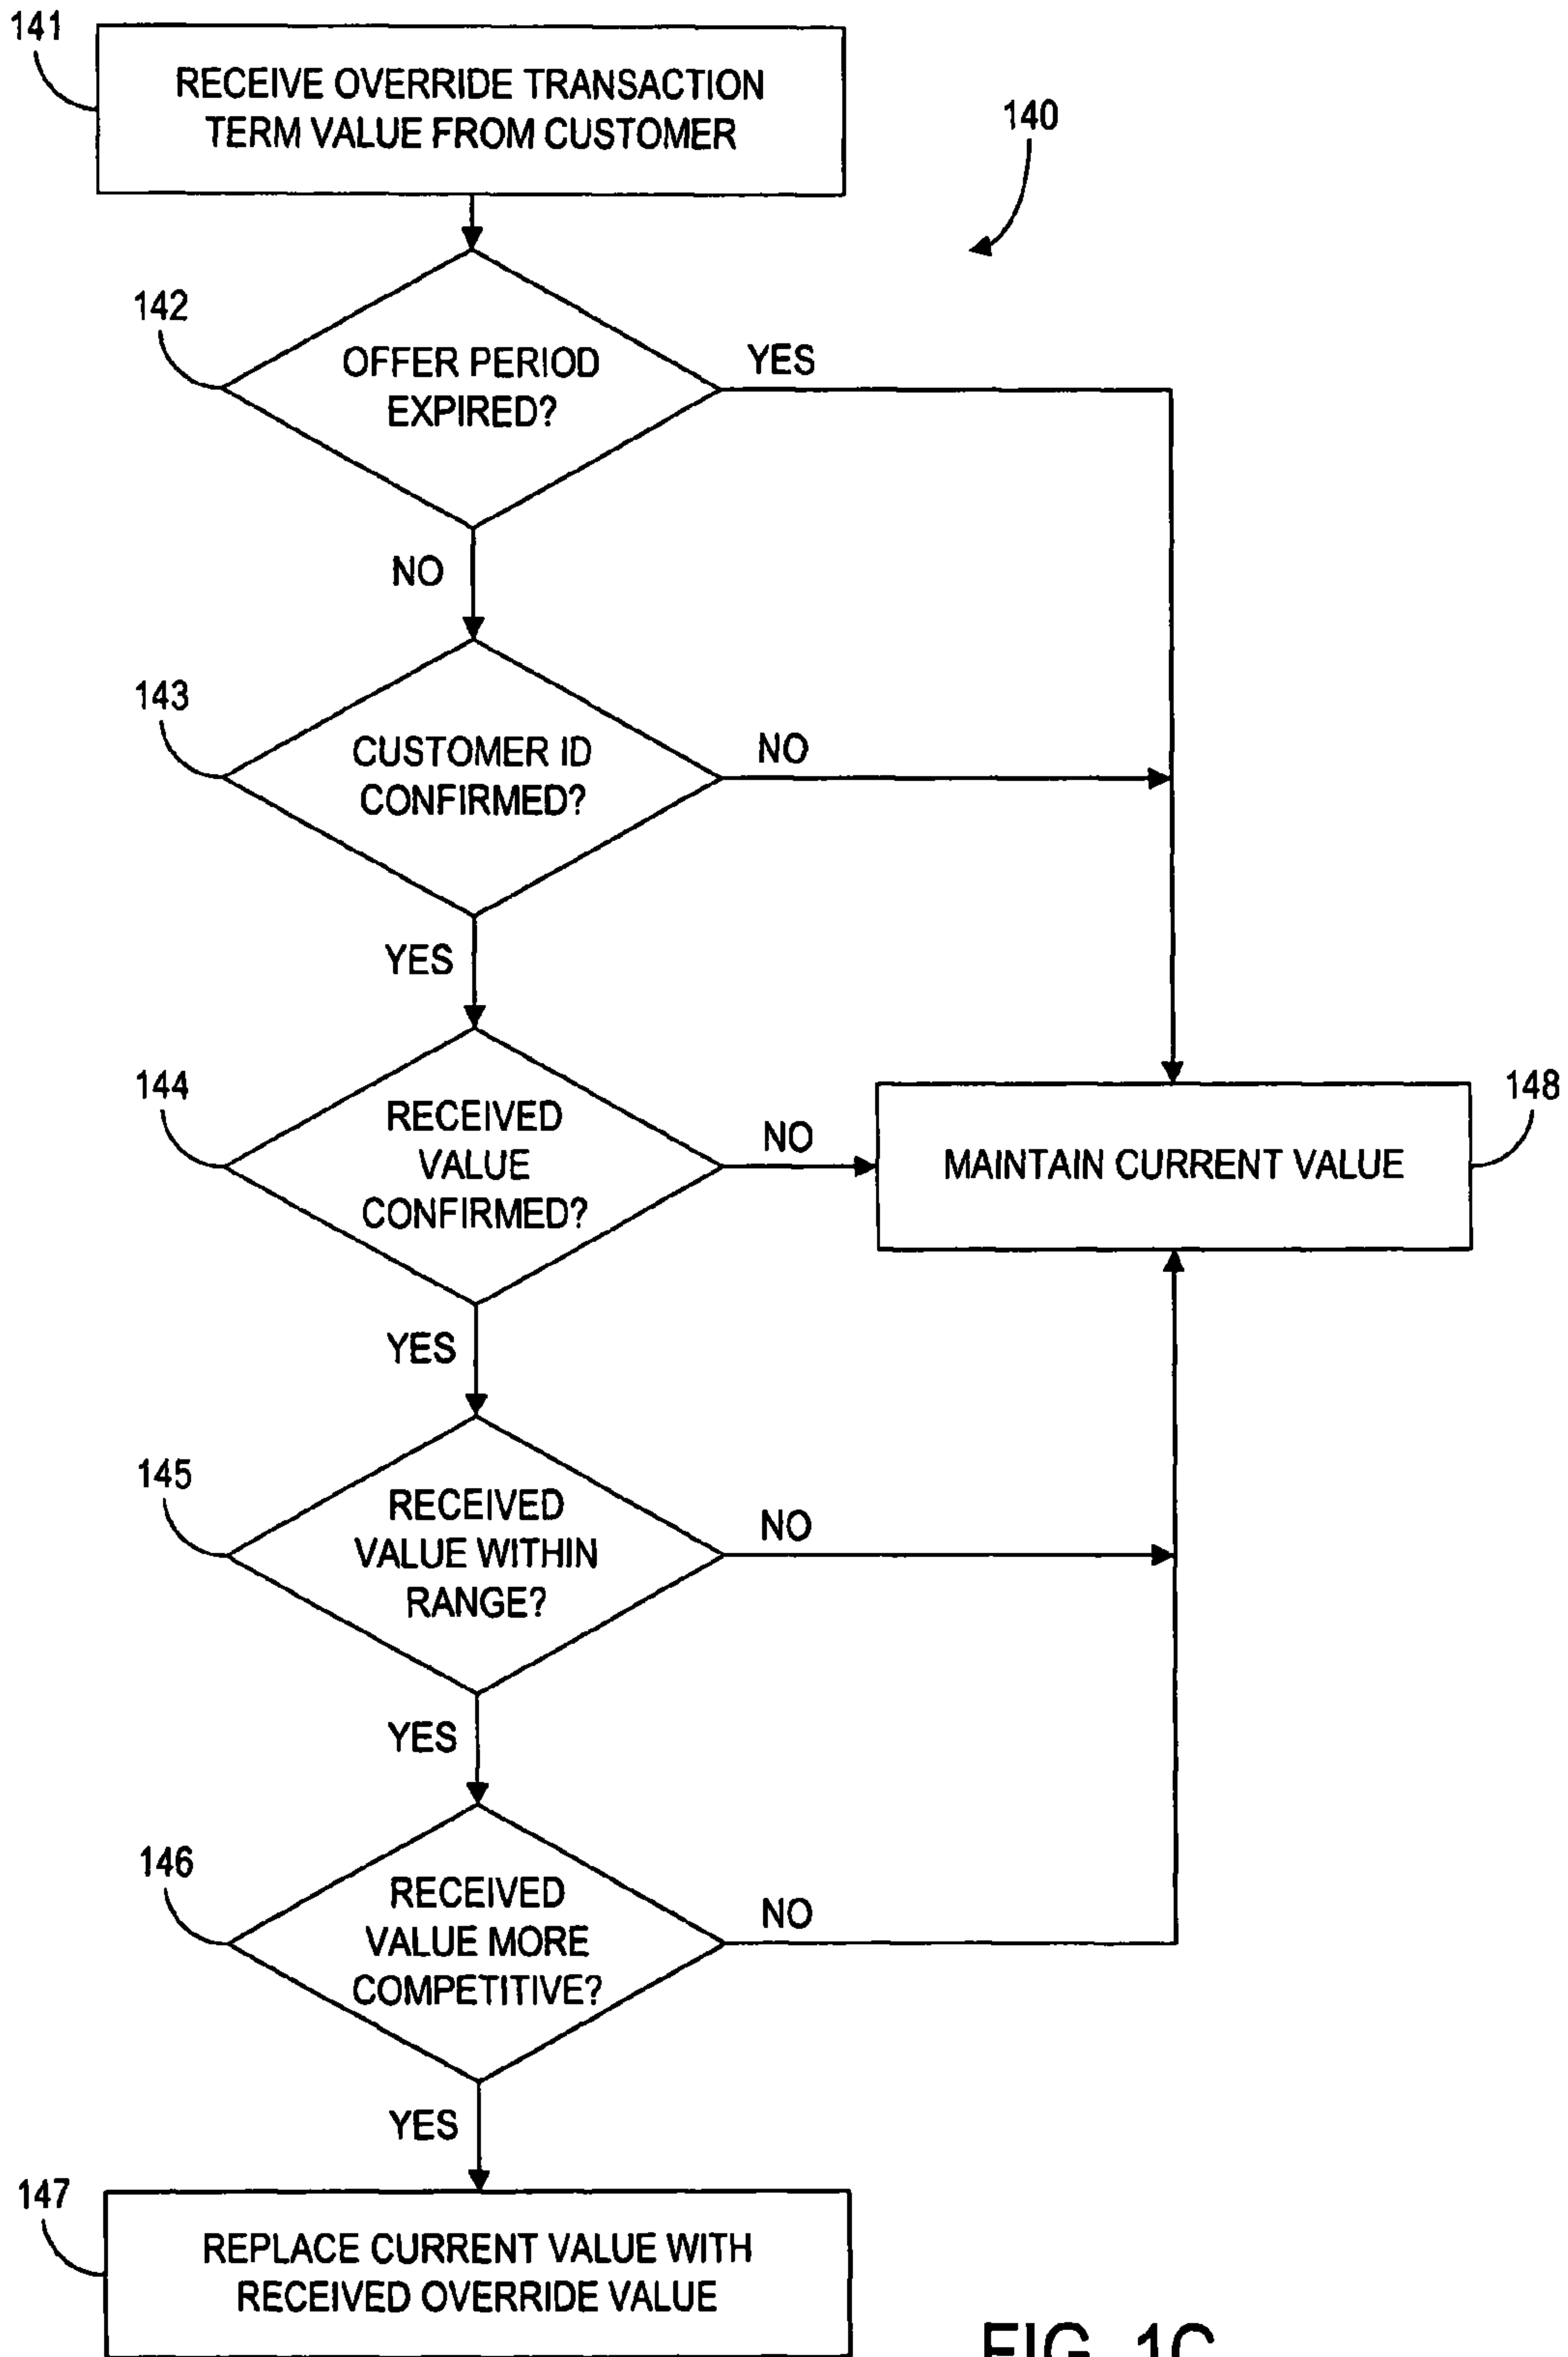 141
RECEIVE OVERRIDE TRANSACTION
TERM VALUE FROM CUSTOMER
140
142
OFFER PERIOD
EXPIRED?
YES
NO
143
CUSTOMER ID
CONFIRMED?
NO
YES
144
RECEIVED
VALUE
CONFIRMED?
NO
MAINTAIN CURRENT VALUE
148
YES
145
RECEIVED
VALUE WITHIN
RANGE?
NO
YES
146
RECEIVED
VALUE MORE
COMPETITIVE?
NO
YES
147
REPLACE CURRENT VALUE WITH
RECEIVED OVERRIDE VALUE
FIG. 1C